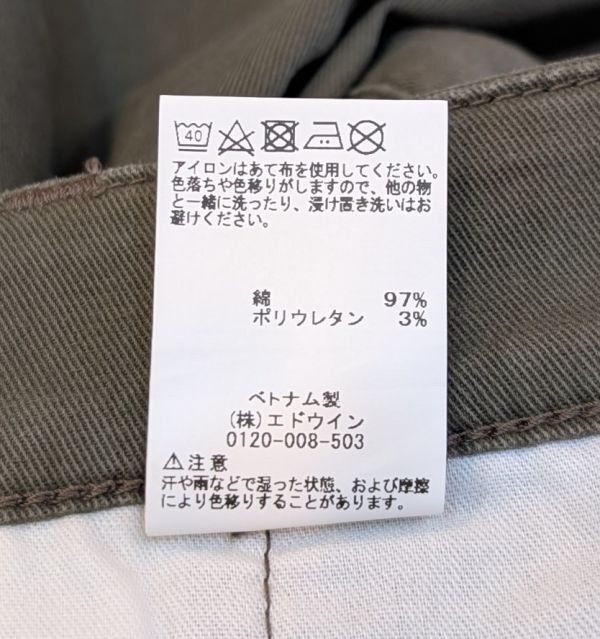 40
アイロンはあて布を使用してください。
色落ちや色移りがしますので、他の物
と一緒に洗ったり、浸け置き洗いはお
避けください。
綿 97%
ポリウレタン 3%
ベトナム製
(株)エドウイン
0120-008-503
⚠注意
汗や雨などで湿った状態、および摩擦
により色移りすることがあります。